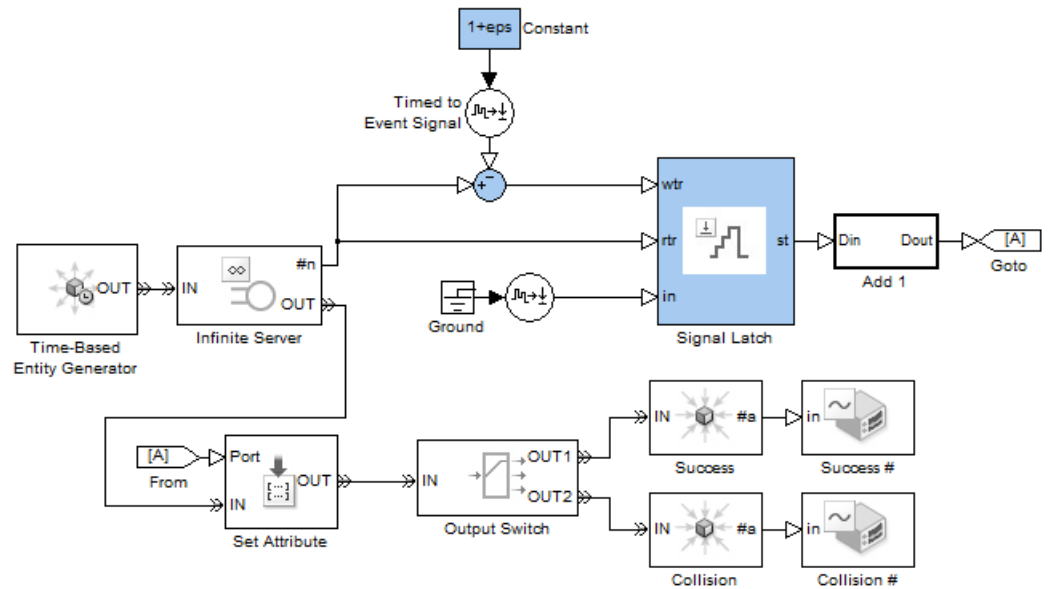 1+eps
Constant
Timed to
Event Signal
+
−
wtr
#n
rtr
st
Din
Dout
[A]
Goto
OUT
IN
∞
OUT
Add 1
in
Ground
Time-Based
Entity Generator
Infinite Server
Signal Latch
[A]
From
Port
IN
OUT
Set Attribute
IN
OUT1
OUT2
Output Switch
IN
#a
in
Success
Success #
IN
#a
in
Collision
Collision #